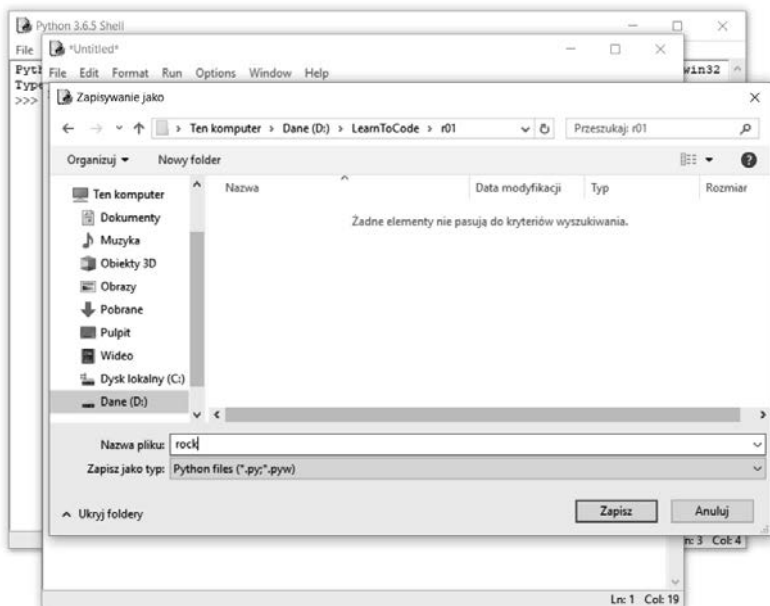 Python 3.6.5 Shell
File
*Untitled*
Pyth
win32
File Edit Format Run Options Window Help
Type
>>>
Zapisywanie jako
Ten komputer > Dane (D:) > LearnToCode > r01
Przeszukaj: r01
Organizuj
Nowy folder
Ten komputer
Nazwa
Data modyfikacji
Typ
Rozmiar
Dokumenty
Żadne elementy nie pasują do kryteriów wyszukiwania.
Muzyka
Obiekty 3D
Obrazy
Pobrane
Pulpit
Wideo
Dysk lokalny (C:)
Dane (D:)
Nazwa pliku: rock
Zapisz jako typ: Python files (*.py;*.pyw)
Ukryj foldery
Zapisz
Anuluj
n: 3 Col: 4
Ln: 1 Col: 19